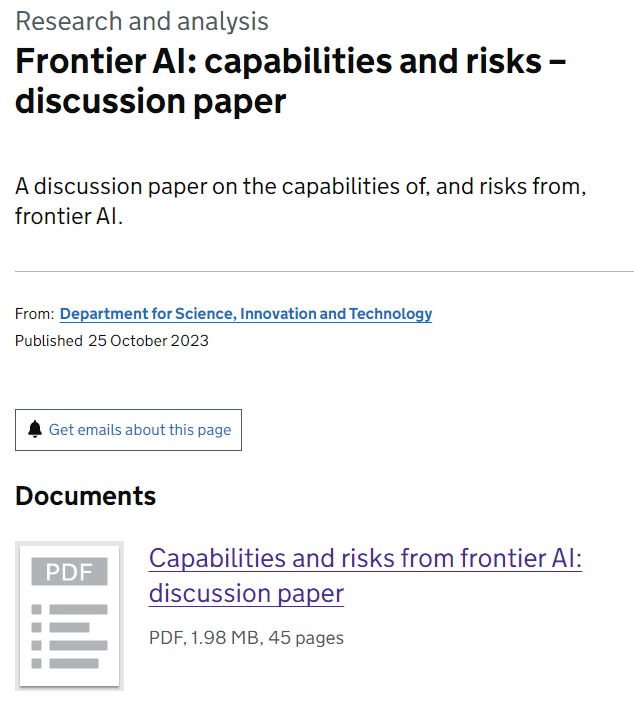 Research and analysis
Frontier AI: capabilities and risks –
discussion paper
A discussion paper on the capabilities of, and risks from,
frontier AI.
From: Department for Science, Innovation and Technology
Published 25 October 2023
Get emails about this page
Documents
PDF
Capabilities and risks from frontier AI:
discussion paper
PDF, 1.98 MB, 45 pages